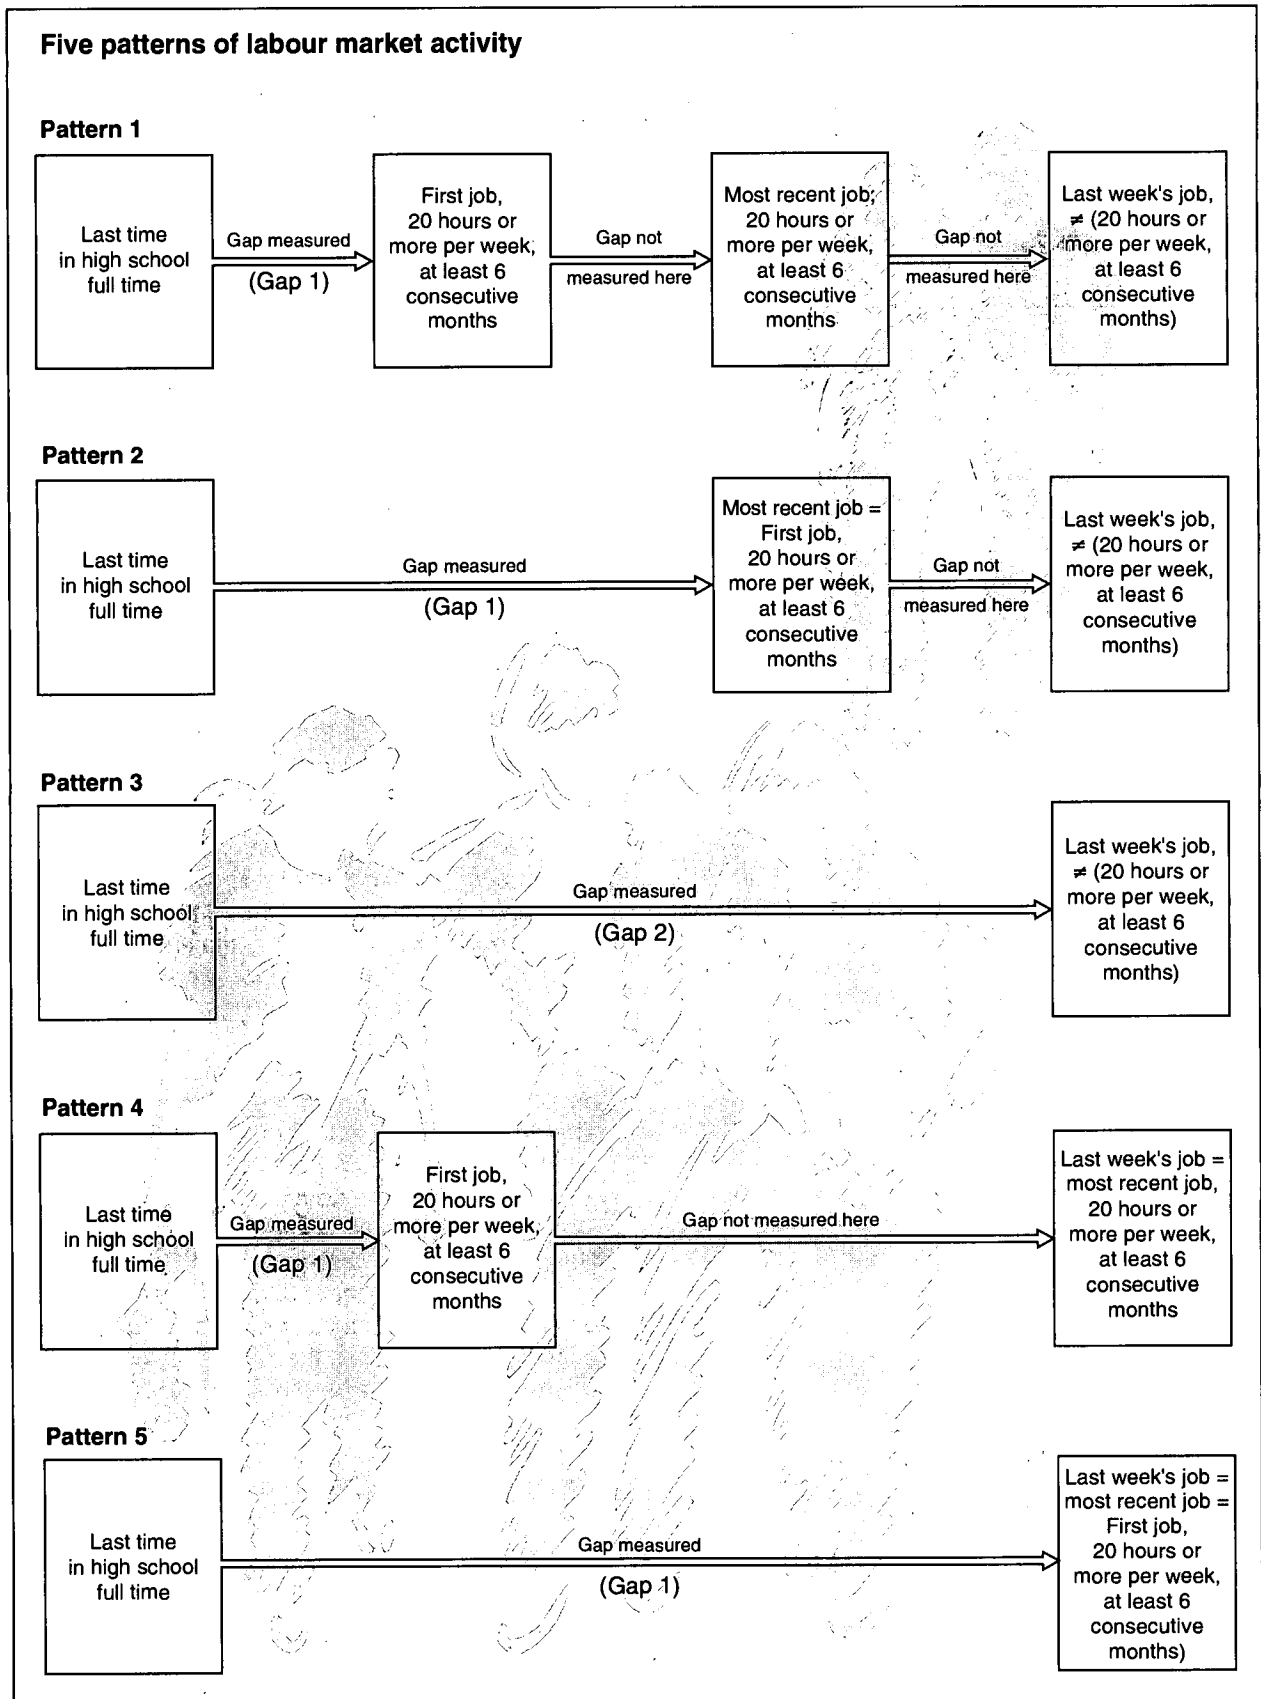 Five patterns of labour market activity
Pattern 1
Last time
in high school
full time
Gap measured
(Gap 1)
First job,
20 hours or
more per week,
at least 6
consecutive
months
Gap not
measured here
Most recent job,
20 hours or
more per week,
at least 6
consecutive
months
Gap not
measured here
Last week's job,
≠ (20 hours or
more per week,
at least 6
consecutive
months)
Pattern 2
Last time
in high school
full time
Gap measured
(Gap 1)
Most recent job =
First job,
20 hours or
more per week,
at least 6
consecutive
months
Gap not
measured here
Last week's job,
≠ (20 hours or
more per week,
at least 6
consecutive
months)
Pattern 3
Last time
in high school
full time
Gap measured
(Gap 2)
Last week's job,
≠ (20 hours or
more per week,
at least 6
consecutive
months)
Pattern 4
Last time
in high school
full time
Gap measured
(Gap 1)
First job,
20 hours or
more per week,
at least 6
consecutive
months
Gap not measured here
Last week's job =
most recent job,
20 hours or
more per week,
at least 6
consecutive
months
Pattern 5
Last time
in high school
full time
Gap measured
(Gap 1)
Last week's job =
most recent job =
First job,
20 hours or
more per week,
at least 6
consecutive
months)